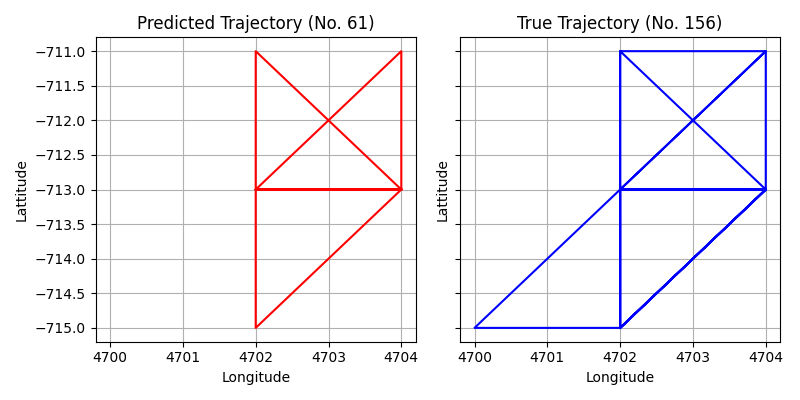 Predicted Trajectory (No. 61)
True Trajectory (No. 156)
Lattitude
−711.0
−711.5
−712.0
−712.5
−713.0
−713.5
−714.0
−714.5
−715.0
4700 4701 4702 4703 4704
Longitude
Lattitude
4700 4701 4702 4703 4704
Longitude